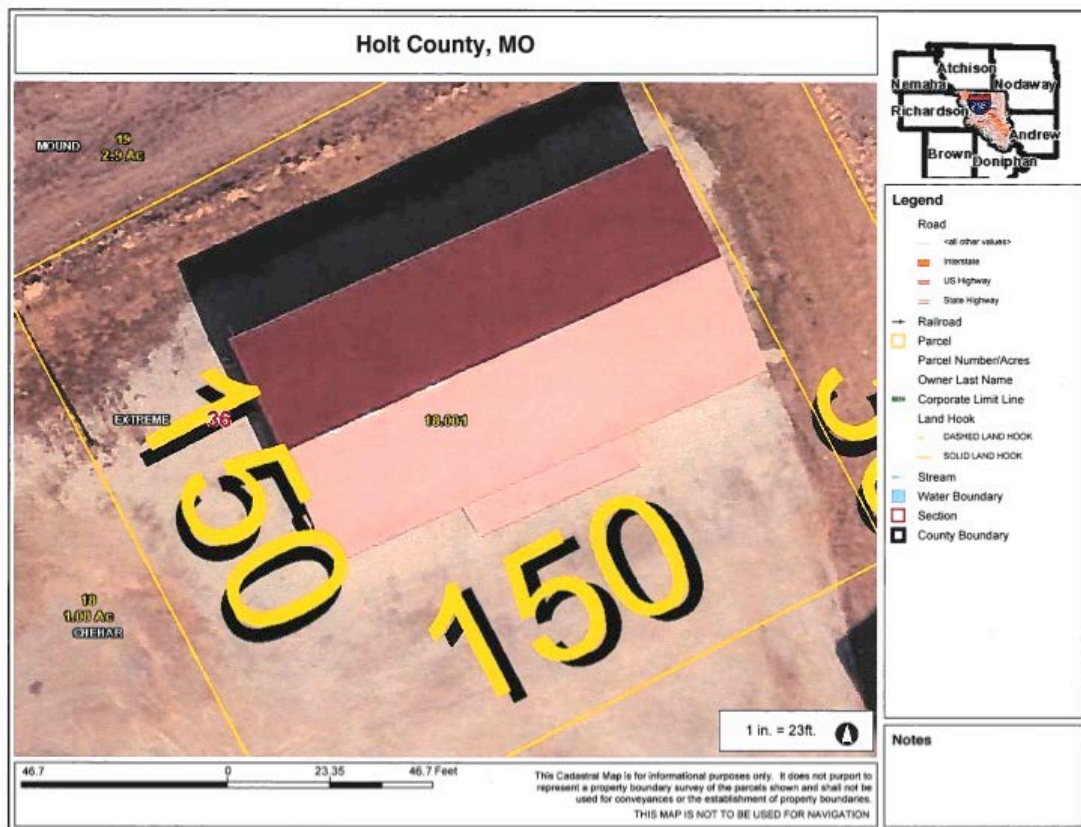 Holt County, MO
Atchison
Nemaha
Nodaway
Richardson
Andrew
Brown
Doniphan
MOUND
19
2.9 Ac
EXTREME
36
18.001
150
150
18
1.00 Ac
CHEHAR
1 in. = 23ft.
Legend
Road
<all other values>
Interstate
US Highway
State Highway
Railroad
Parcel
Parcel Number/Acres
Owner Last Name
Corporate Limit Line
Land Hook
DASHED LAND HOOK
SOLID LAND HOOK
Stream
Water Boundary
Section
County Boundary
Notes
46.7
0
23.35
46.7 Feet
This Cadastral Map is for informational purposes only. It does not purport to
represent a property boundary survey of the parcels shown and shall not be
used for conveyances or the establishment of property boundaries.
THIS MAP IS NOT TO BE USED FOR NAVIGATION